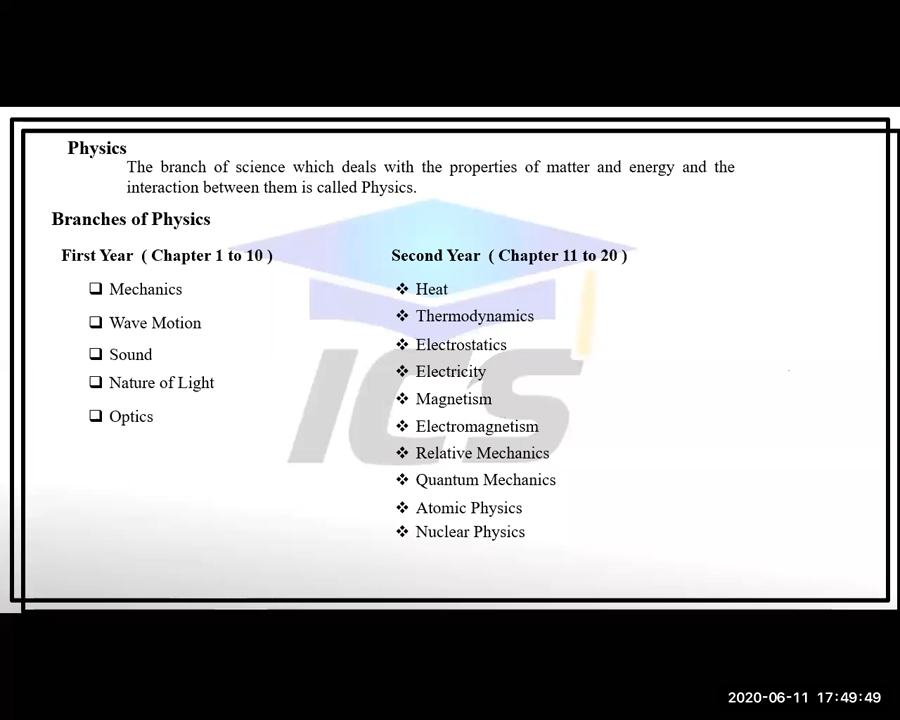 Physics
The branch of science which deals with the properties of matter and energy and the
interaction between them is called Physics.
Branches of Physics
First Year ( Chapter 1 to 10 )
Mechanics
Wave Motion
Sound
Nature of Light
Optics
Second Year ( Chapter 11 to 20 )
Heat
Thermodynamics
Electrostatics
Electricity
Magnetism
Electromagnetism
Relative Mechanics
Quantum Mechanics
Atomic Physics
Nuclear Physics
ICS
2020-06-11 17:49:49